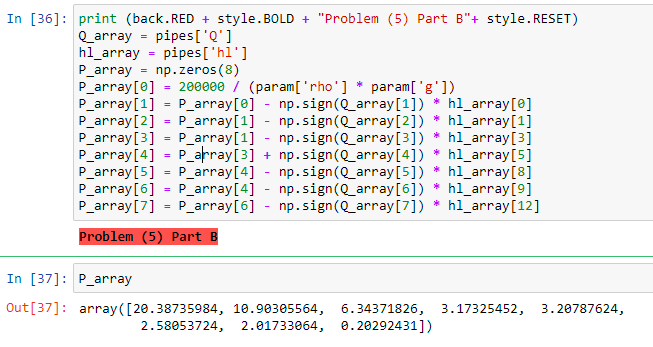 In [36]: print (back.RED + style.BOLD + "Problem (5) Part B"+ style.RESET)
Q_array = pipes['Q']
hl_array = pipes['hl']
P_array = np.zeros(8)
P_array[0] = 200000 / (param['rho'] * param['g'])
P_array[1] = P_array[0] - np.sign(Q_array[1]) * hl_array[0]
P_array[2] = P_array[1] - np.sign(Q_array[2]) * hl_array[1]
P_array[3] = P_array[1] - np.sign(Q_array[3]) * hl_array[3]
P_array[4] = P_array[3] + np.sign(Q_array[4]) * hl_array[5]
P_array[5] = P_array[4] - np.sign(Q_array[5]) * hl_array[8]
P_array[6] = P_array[4] - np.sign(Q_array[6]) * hl_array[9]
P_array[7] = P_array[6] - np.sign(Q_array[7]) * hl_array[12]
Problem (5) Part B
In [37]: P_array
Out[37]: array([20.38735984, 10.90305564, 6.34371826, 3.17325452, 3.20787624,
2.58053724, 2.01733064, 0.20292431])